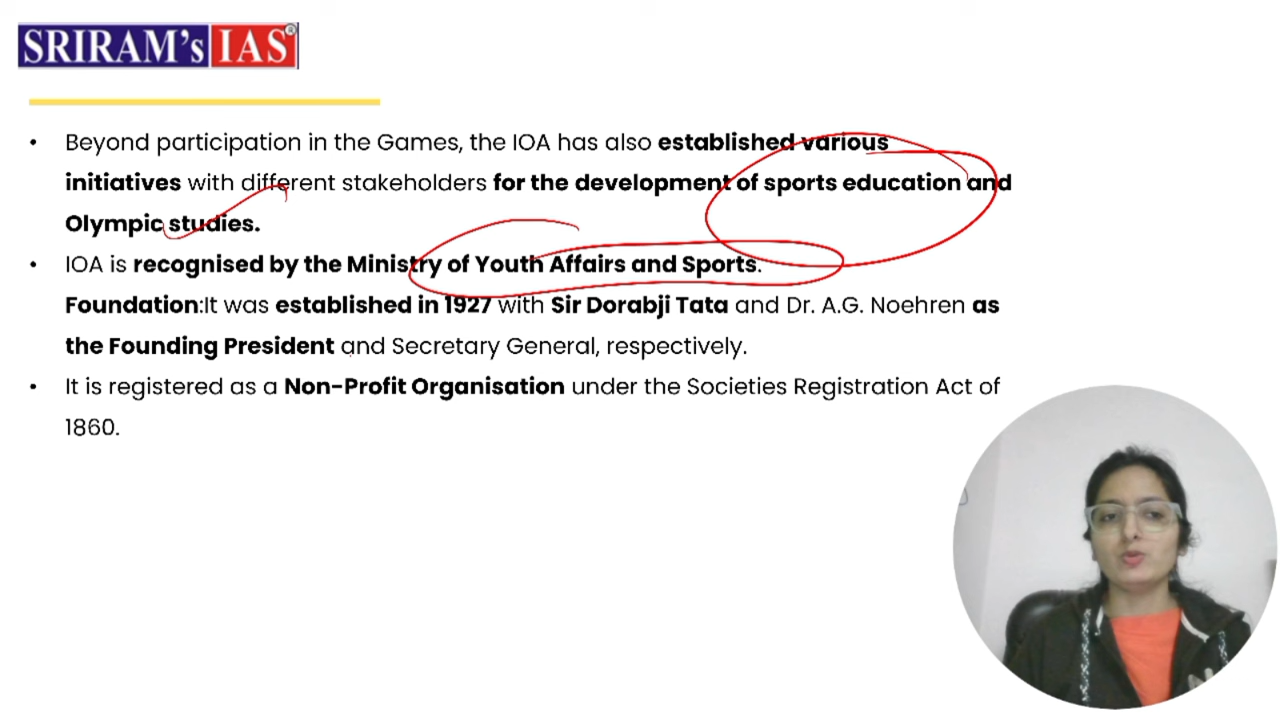 SRIRAM's IAS®
• Beyond participation in the Games, the IOA has also established various
initiatives with different stakeholders for the development of sports education and
Olympic studies.
• IOA is recognised by the Ministry of Youth Affairs and Sports.
Foundation:It was established in 1927 with Sir Dorabji Tata and Dr. A.G. Noehren as
the Founding President and Secretary General, respectively.
• It is registered as a Non-Profit Organisation under the Societies Registration Act of
1860.